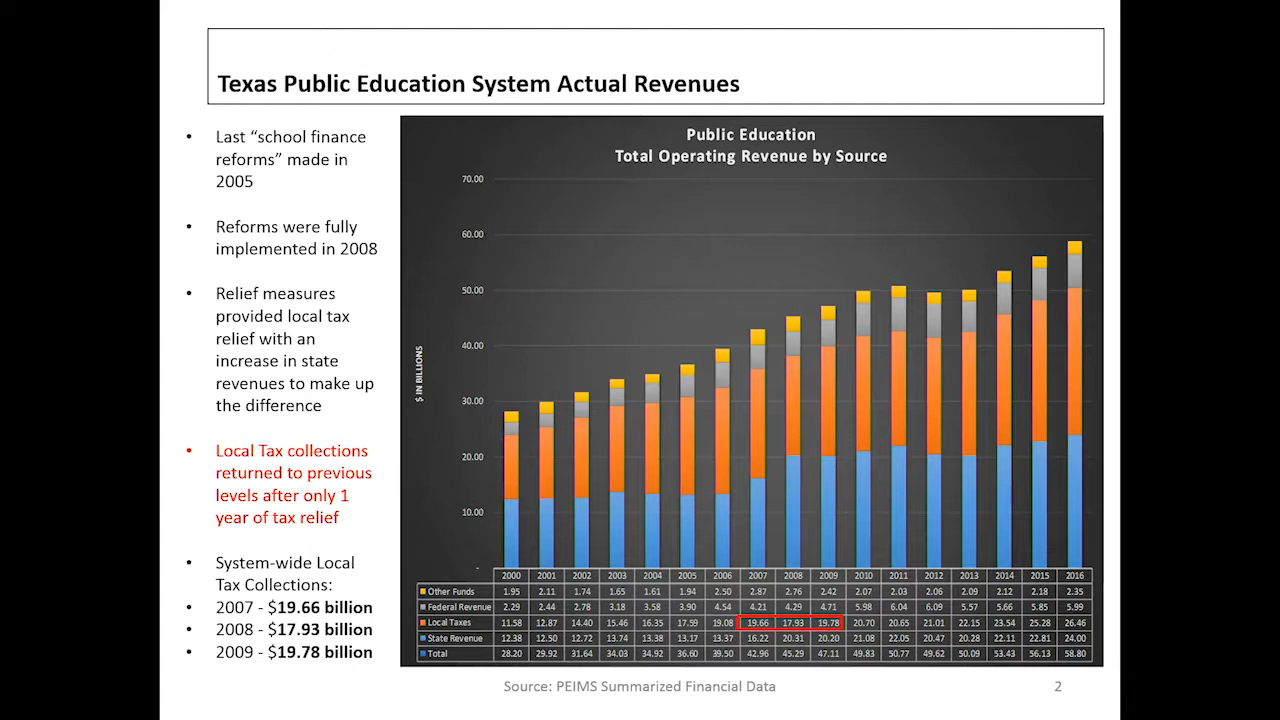 Texas Public Education System Actual Revenues
• Last “school finance
reforms” made in
2005
• Reforms were fully
implemented in 2008
• Relief measures
provided local tax
relief with an
increase in state
revenues to make up
the difference
• Local Tax collections
returned to previous
levels after only 1
year of tax relief
• System-wide Local
Tax Collections:
• 2007 - $19.66 billion
• 2008 - $17.93 billion
• 2009 - $19.78 billion
Public Education
Total Operating Revenue by Source
$ IN BILLIONS
70.00
60.00
50.00
40.00
30.00
20.00
10.00
-
2000 2001 2002 2003 2004 2005 2006 2007 2008 2009 2010 2011 2012 2013 2014 2015 2016
Other Funds 1.95 2.11 1.74 1.65 1.61 1.94 2.50 2.87 2.76 2.42 2.07 2.03 2.06 2.09 2.12 2.18 2.35
Federal Revenue 2.29 2.44 2.78 3.18 3.58 3.90 4.54 4.21 4.29 4.71 5.98 6.04 6.09 5.57 5.66 5.85 5.99
Local Taxes 11.58 12.87 14.40 15.46 16.35 17.59 19.08 19.66 17.93 19.78 20.70 20.65 21.01 22.15 23.54 25.28 26.46
State Revenue 12.38 12.50 12.72 13.74 13.38 13.17 13.37 16.22 20.31 20.20 21.08 22.05 20.47 20.28 22.11 22.81 24.00
Total 28.20 29.92 31.64 34.03 34.92 36.60 39.50 42.96 45.29 47.11 49.83 50.77 49.62 50.09 53.43 56.13 58.80
Source: PEIMS Summarized Financial Data
2